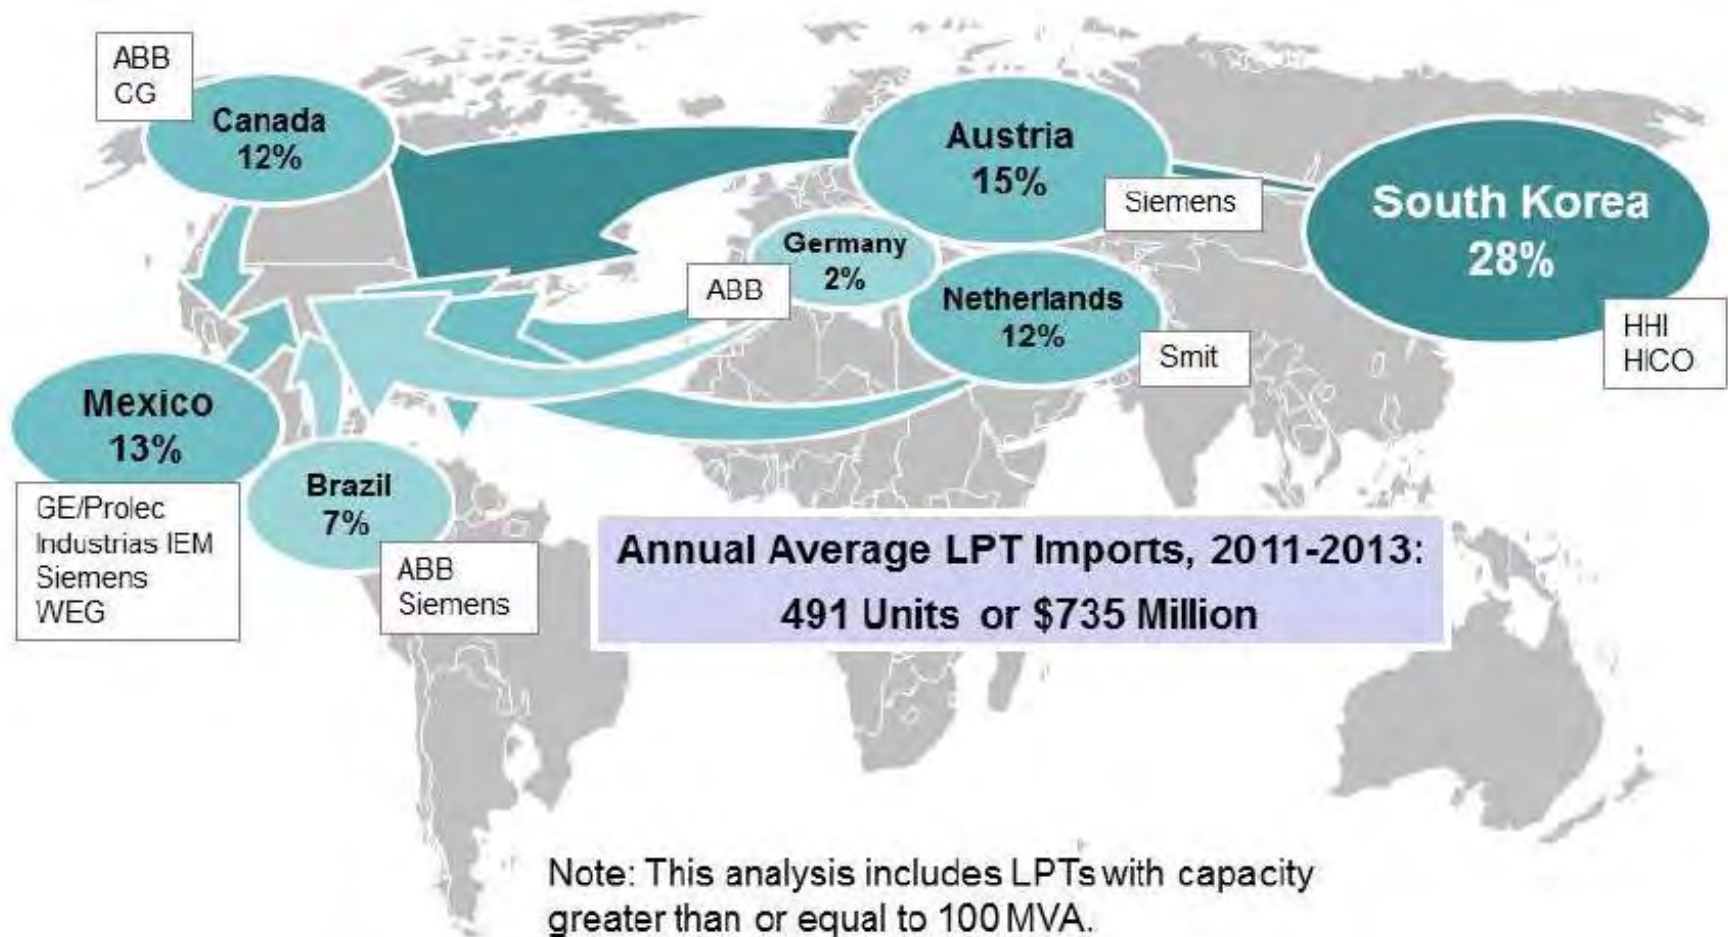 ABB
CG
Canada
12%
Austria
15%
Siemens
South Korea
28%
HHI
HICO
Germany
2%
ABB
Netherlands
12%
Smit
Mexico
13%
GE/Prolec
Industrias IEM
Siemens
WEG
Brazil
7%
ABB
Siemens
Annual Average LPT Imports, 2011-2013:
491 Units or $735 Million
Note: This analysis includes LPTs with capacity
greater than or equal to 100 MVA.